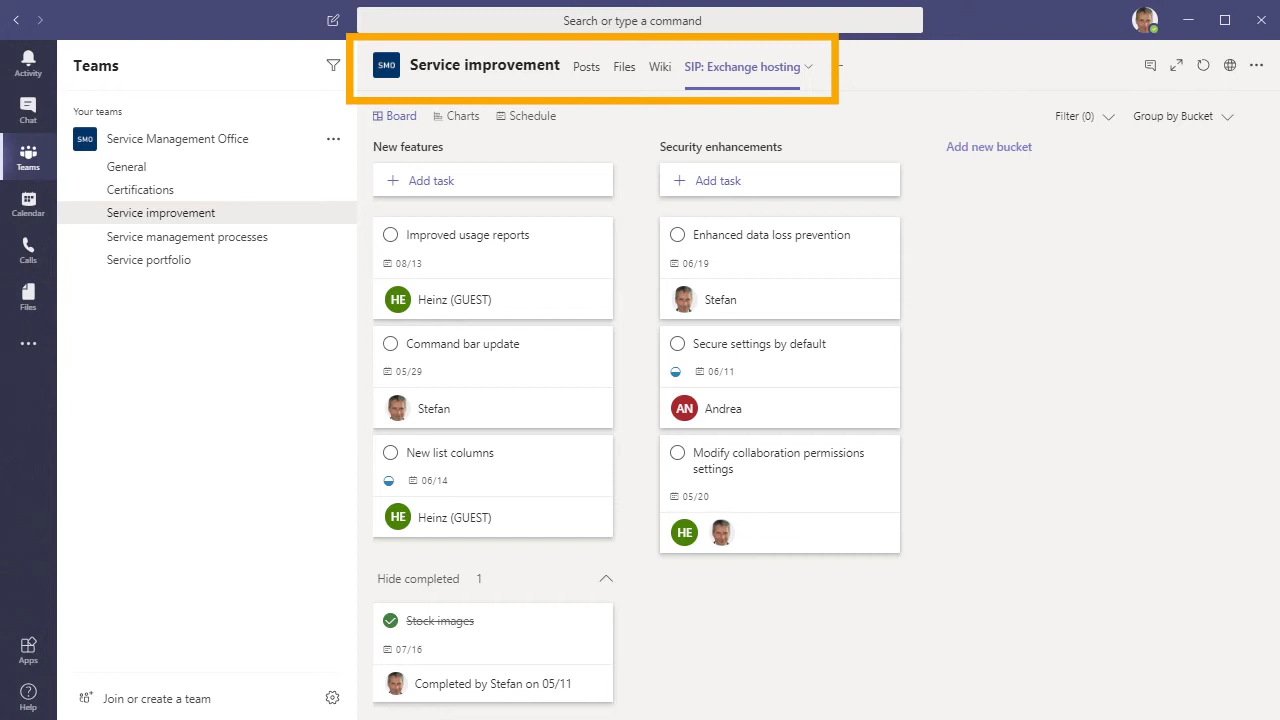 Search or type a command
Activity
Chat
Teams
Calendar
Calls
Files
Apps
Help
Teams
Your teams
SMO Service Management Office
General
Certifications
Service improvement
Service management processes
Service portfolio
Join or create a team
SMO Service improvement Posts Files Wiki SIP: Exchange hosting
Board Charts Schedule Filter (0) Group by Bucket
New features
+ Add task
Improved usage reports
08/13
HE Heinz (GUEST)
Command bar update
05/29
Stefan
New list columns
06/14
HE Heinz (GUEST)
Hide completed 1
Stock images
07/16
Completed by Stefan on 05/11
Security enhancements
+ Add task
Enhanced data loss prevention
06/19
Stefan
Secure settings by default
06/11
AN Andrea
Modify collaboration permissions
settings
05/20
HE
Add new bucket